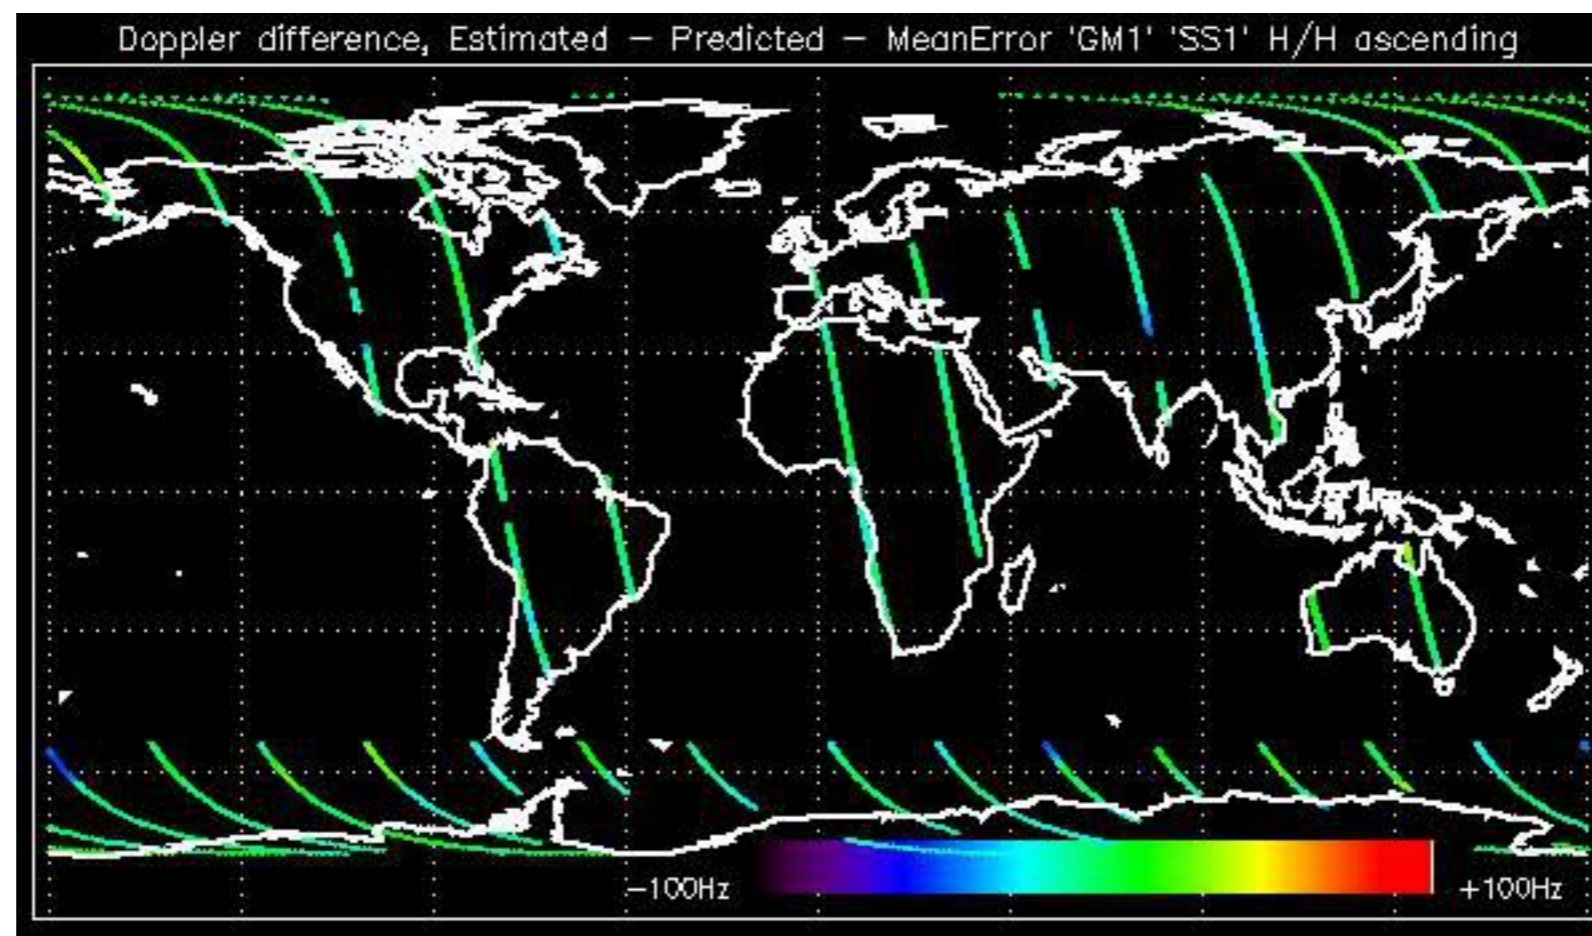 Doppler difference, Estimated − Predicted − MeanError 'GM1' 'SS1' H/H ascending
−100Hz
+100Hz